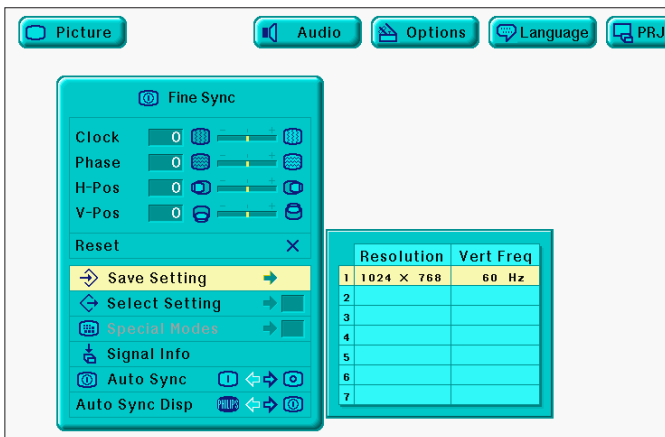 Picture
Audio
Options
Language
PRJ
Fine Sync
Clock 0
Phase 0
H-Pos 0
V-Pos 0
Reset
Save Setting
Select Setting
Special Modes
Signal Info
Auto Sync
Auto Sync Disp PHILIPS
Resolution Vert Freq
1 1024 × 768 60 Hz
2
3
4
5
6
7